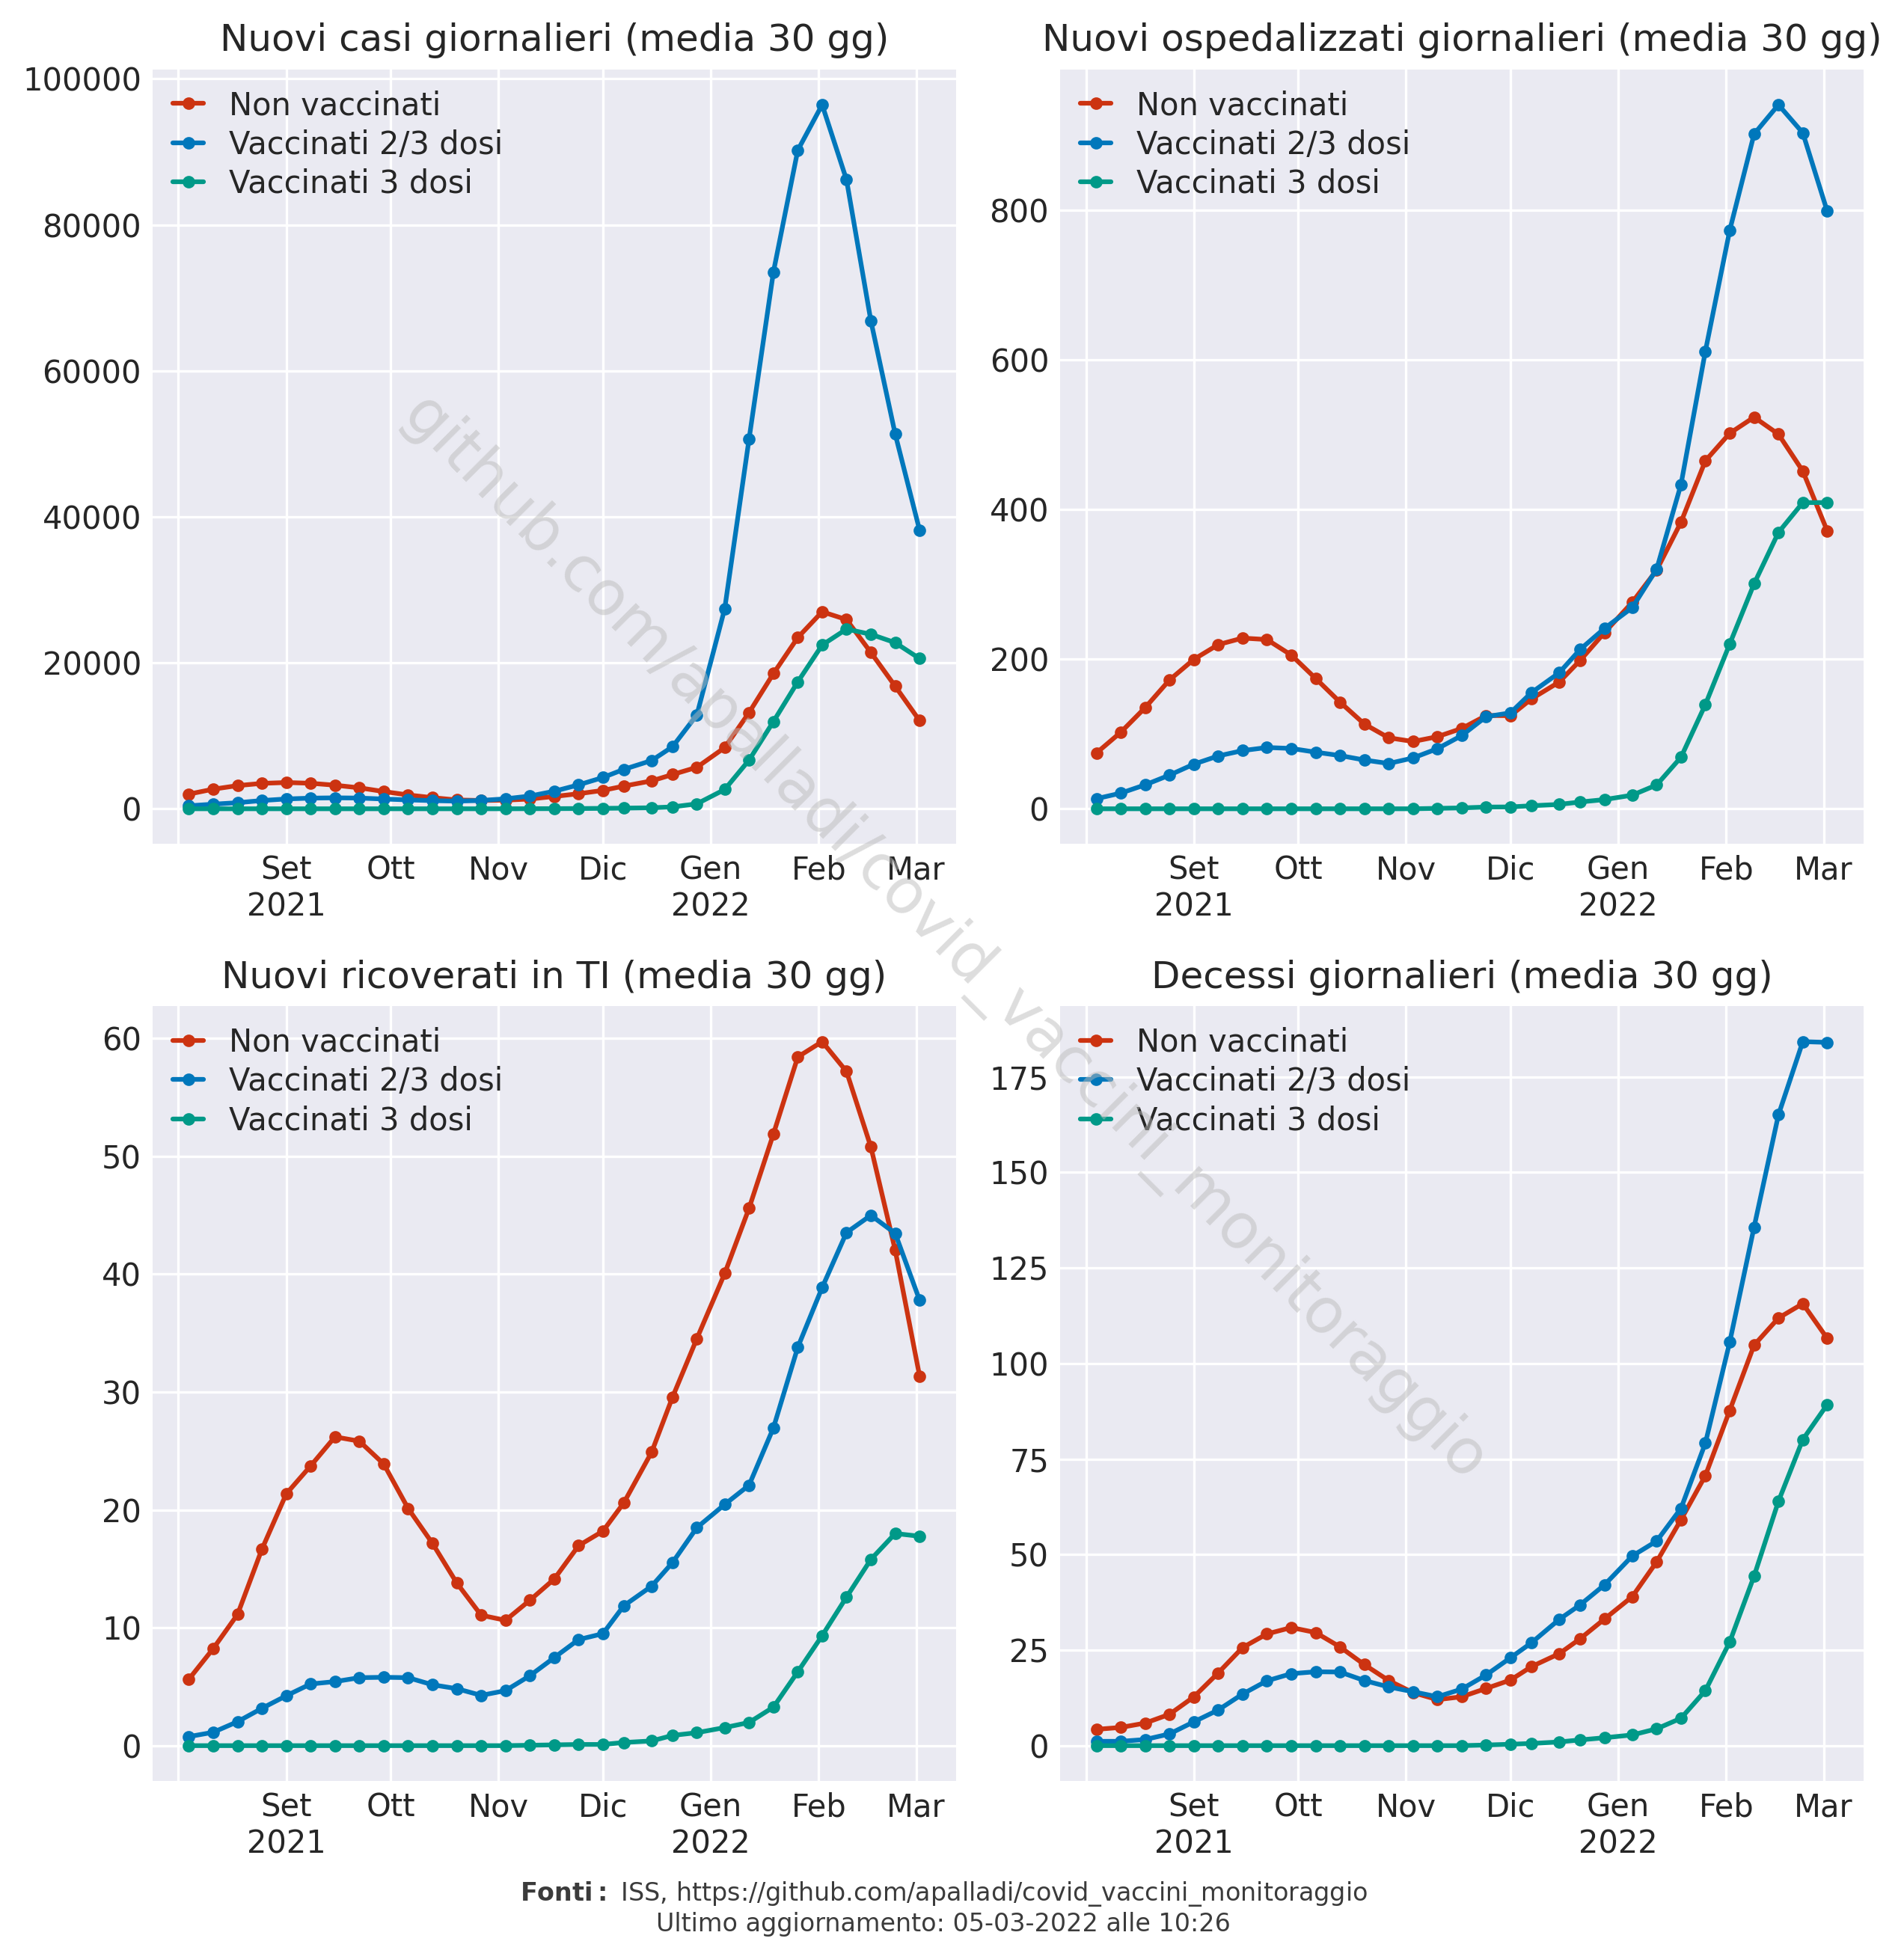 Nuovi casi giornalieri (media 30 gg)
100000
80000
60000
40000
20000
0
Non vaccinati
Vaccinati 2/3 dosi
Vaccinati 3 dosi
Set
2021
Ott
Nov
Dic
Gen
2022
Feb
Mar
Nuovi ospedalizzati giornalieri (media 30 gg)
800
600
400
200
0
Non vaccinati
Vaccinati 2/3 dosi
Vaccinati 3 dosi
Set
2021
Ott
Nov
Dic
Gen
2022
Feb
Mar
Nuovi ricoverati in TI (media 30 gg)
60
50
40
30
20
10
0
Non vaccinati
Vaccinati 2/3 dosi
Vaccinati 3 dosi
Set
2021
Ott
Nov
Dic
Gen
2022
Feb
Mar
Decessi giornalieri (media 30 gg)
175
150
125
100
75
50
25
0
Non vaccinati
Vaccinati 2/3 dosi
Vaccinati 3 dosi
Set
2021
Ott
Nov
Dic
Gen
2022
Feb
Mar
github.com/apalladi/covid_vaccini_monitoraggio
Fonti: ISS, https://github.com/apalladi/covid_vaccini_monitoraggio
Ultimo aggiornamento: 05-03-2022 alle 10:26